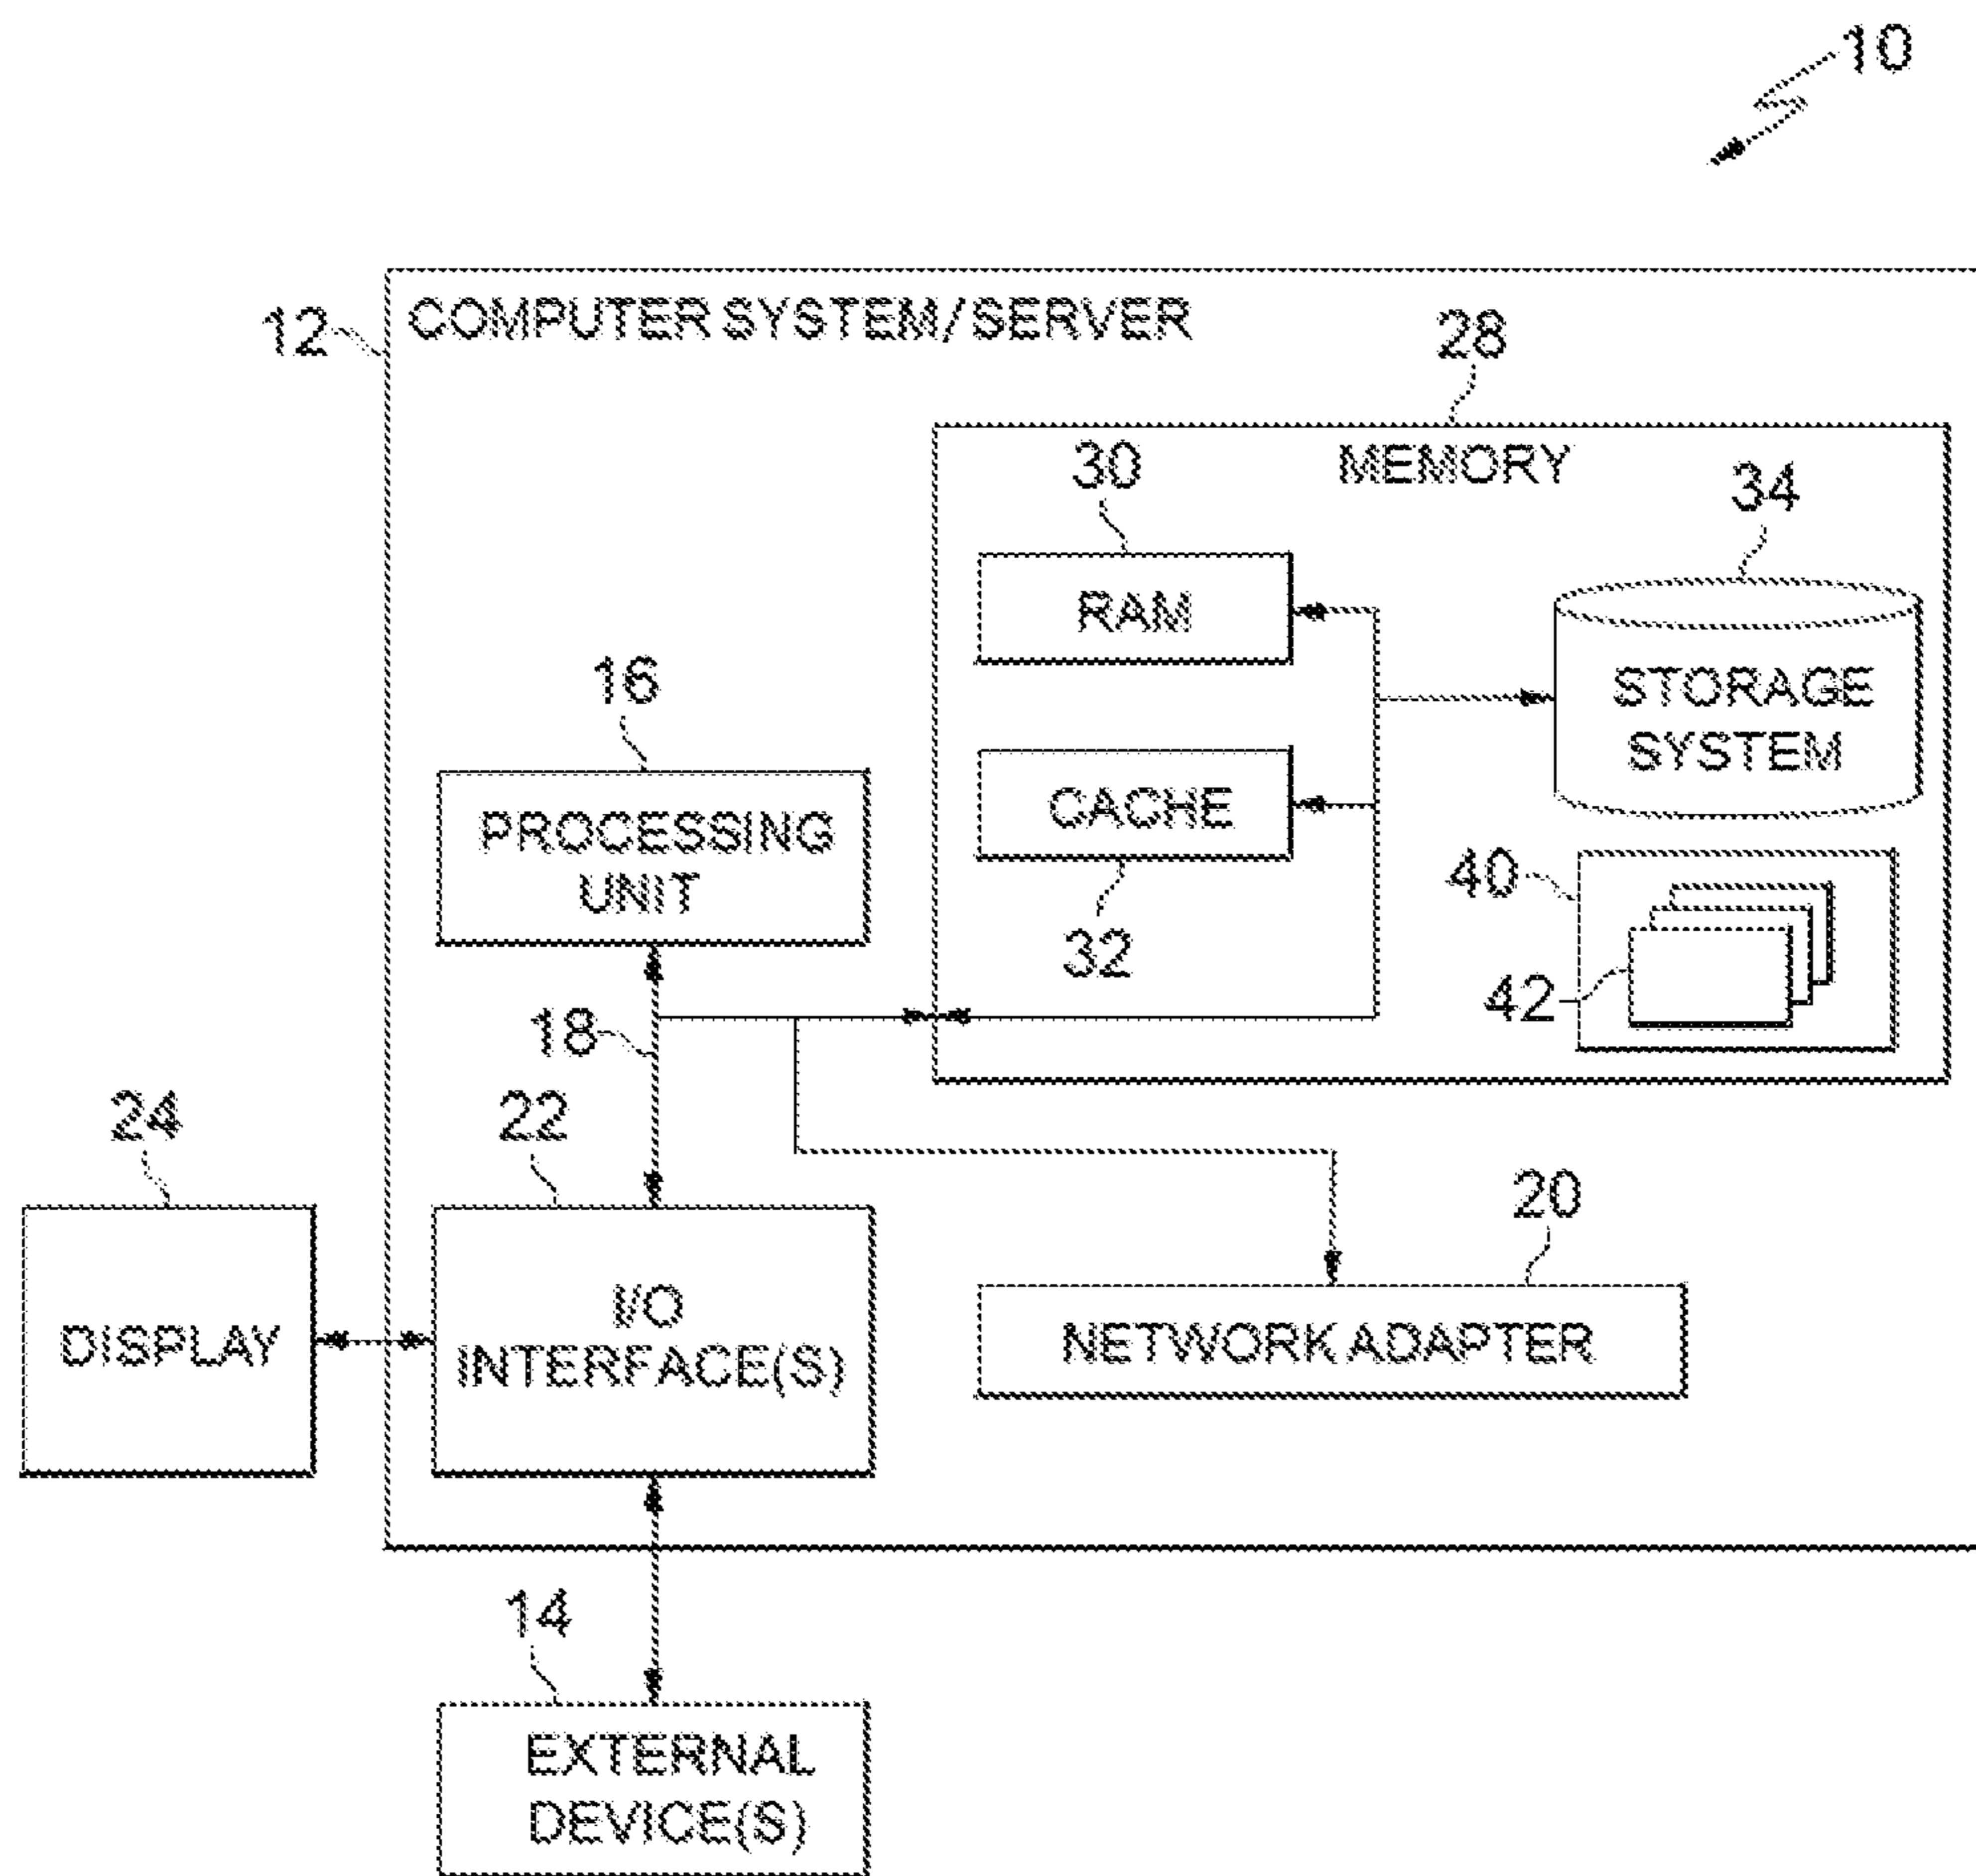 10
12
COMPUTER SYSTEM/SERVER
28
MEMORY
30
34
RAM
STORAGE
SYSTEM
16
PROCESSING
UNIT
CACHE
32
40
42
18
24
22
20
DISPLAY
I/O
INTERFACE(S)
NETWORK ADAPTER
14
EXTERNAL
DEVICE(S)